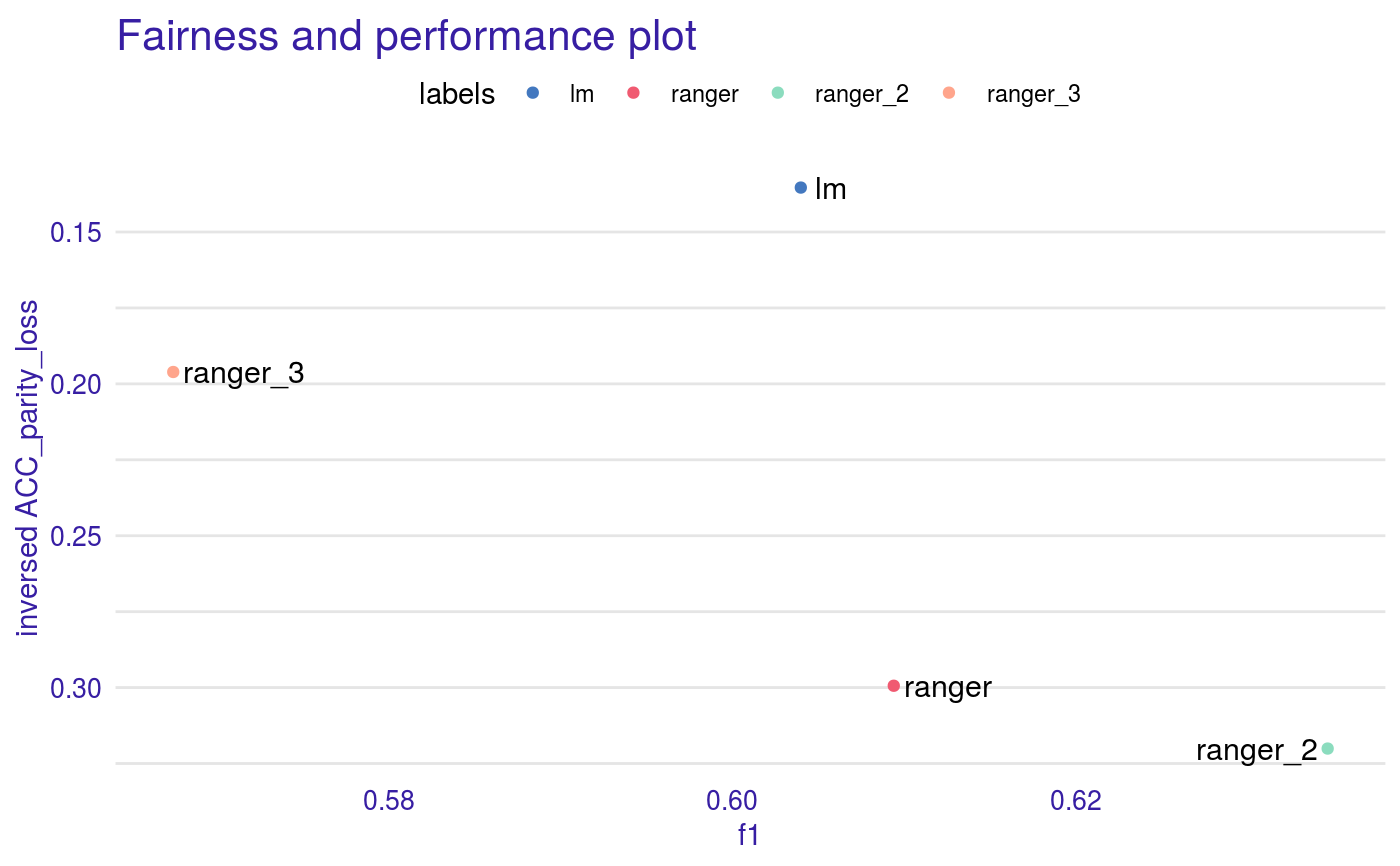 Fairness and performance plot
labels lm ranger ranger_2 ranger_3
lm
0.15
ranger_3
0.20
0.25
0.30
ranger
ranger_2
inversed ACC_parity_loss
0.58 0.60 0.62
f1